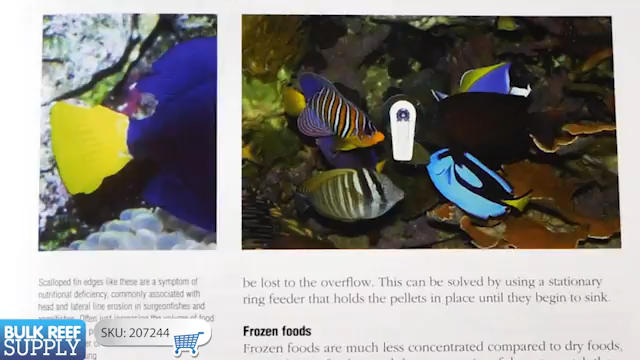 Scalloped fin edges like these are a symptom of
nutritional deficiency, commonly associated with
head and lateral line erosion in surgeonfishes and
be lost to the overflow. This can be solved by using a stationary
ring feeder that holds the pellets in place until they begin to sink.
Frozen foods
Frozen foods are much less concentrated compared to dry foods,
BULK REEF
SUPPLY
SKU: 207244